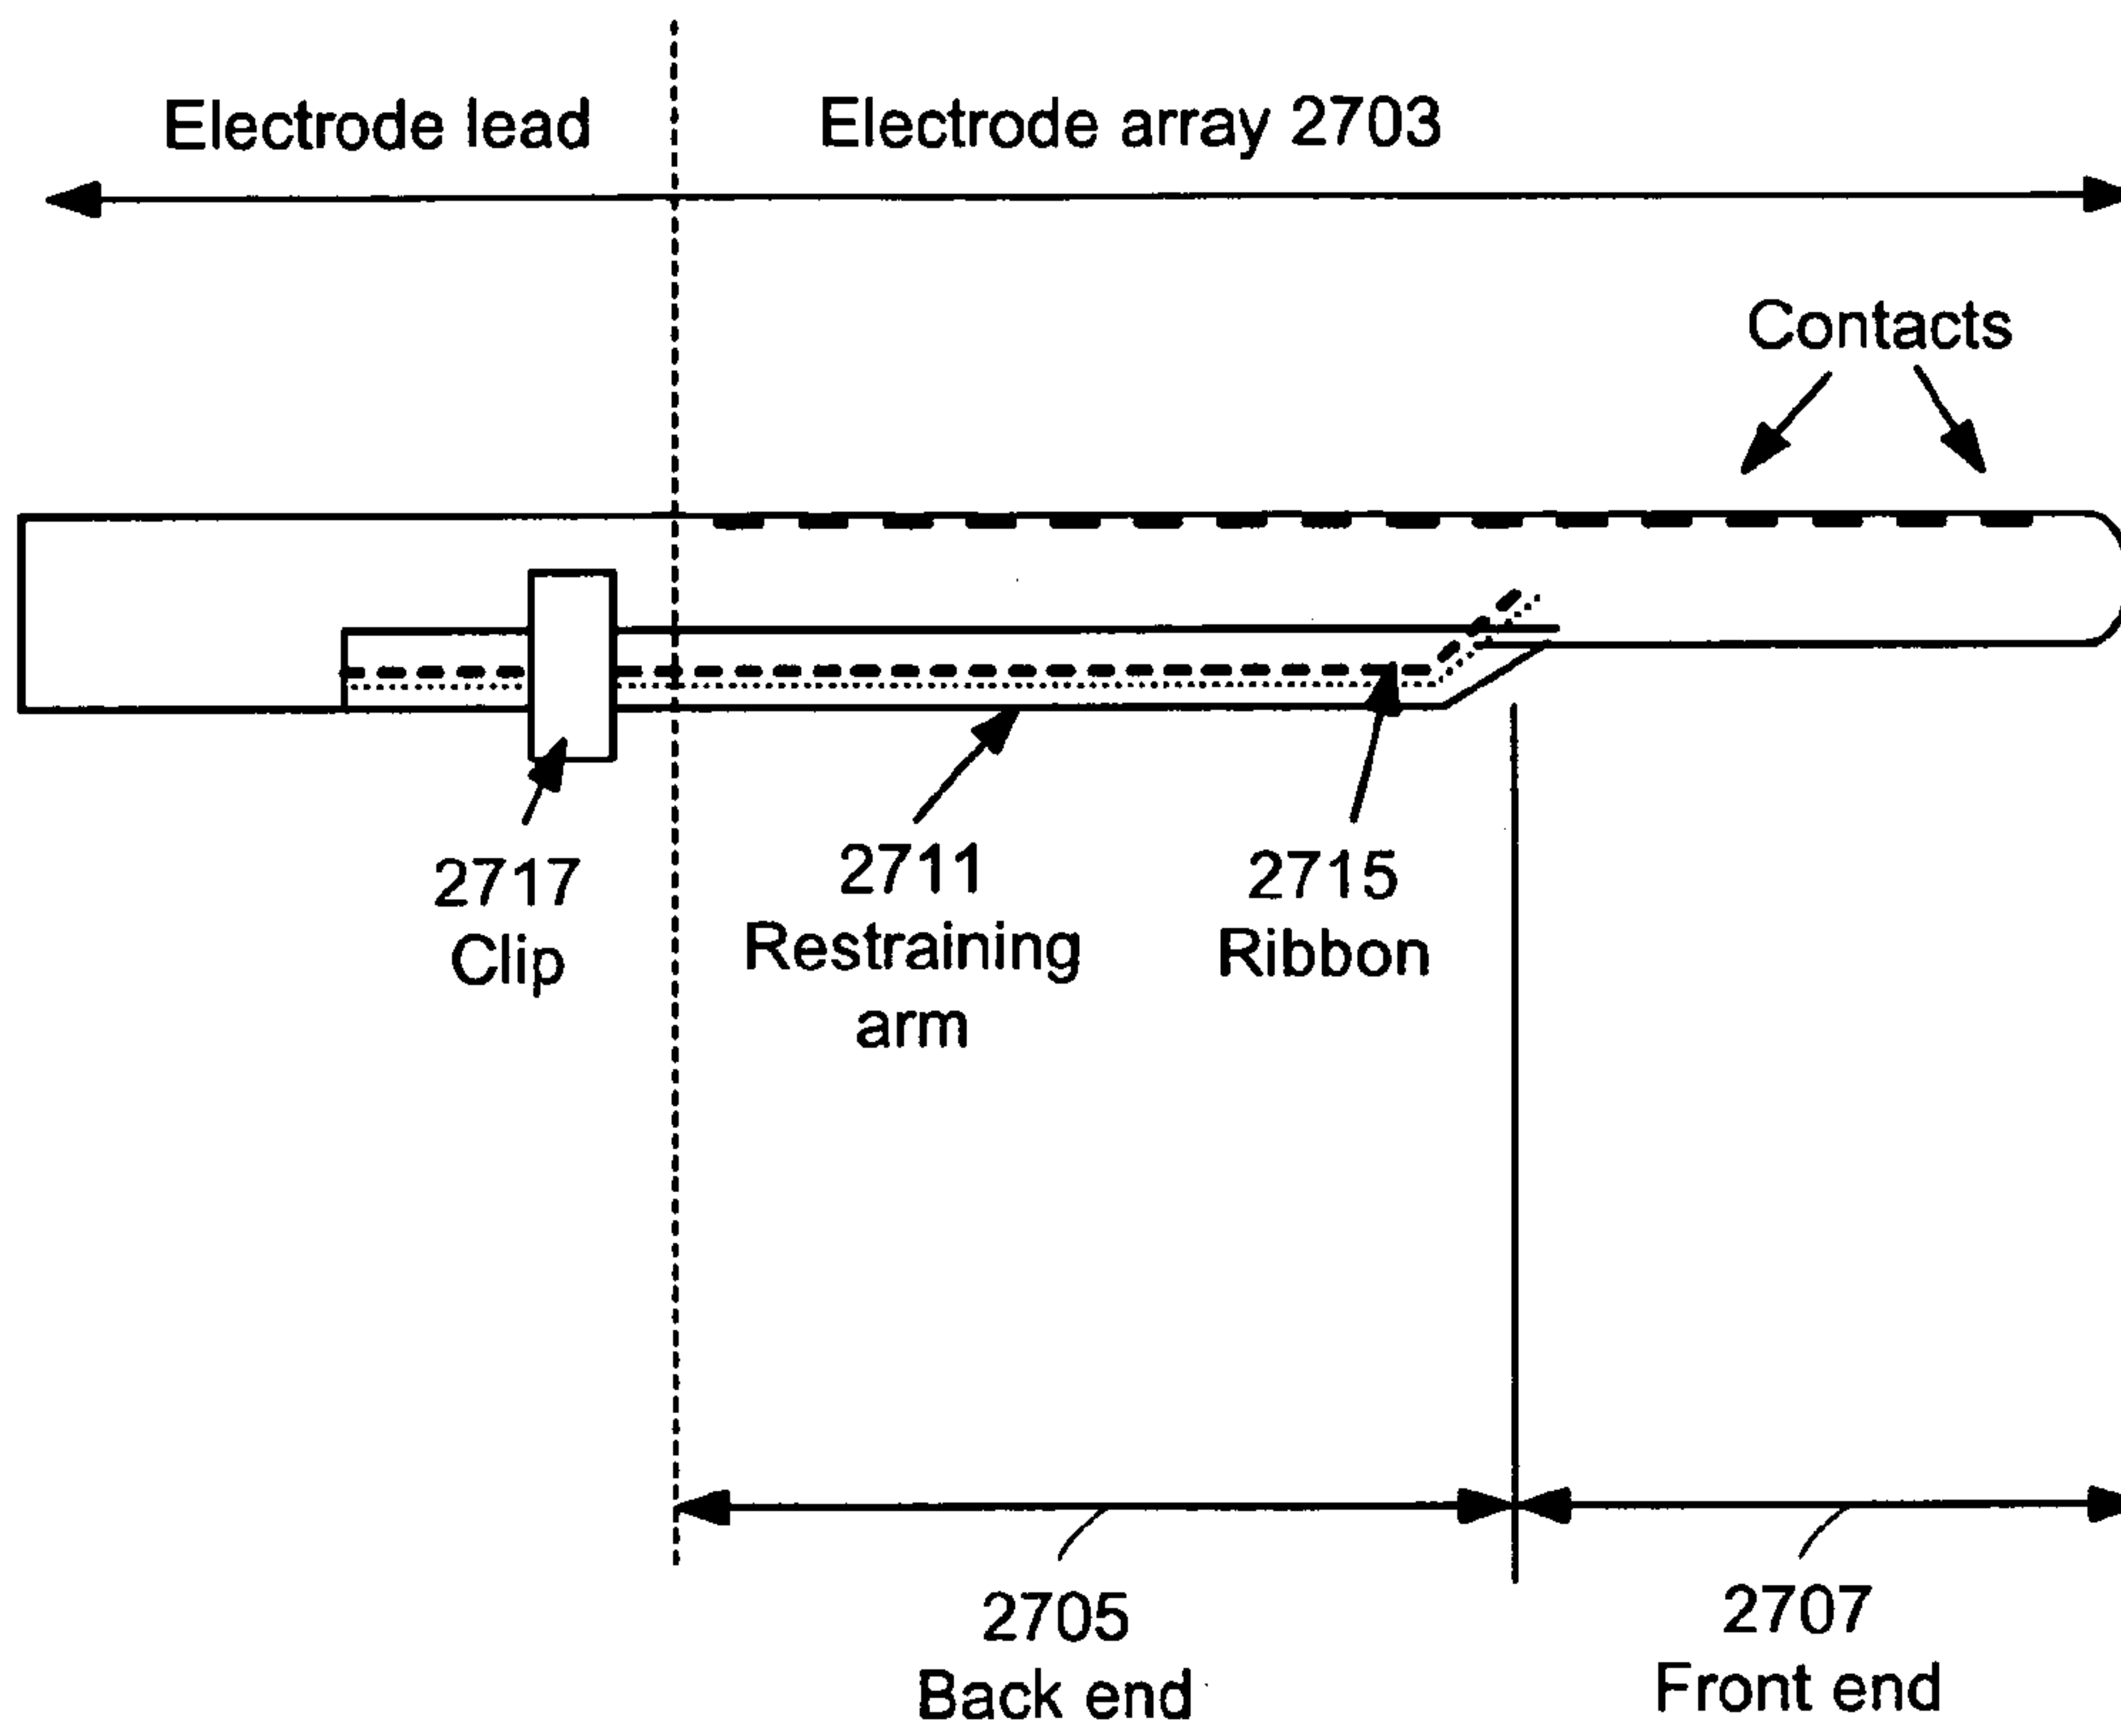 Electrode lead
Electrode array 2703
Contacts
2717
Clip
2711
Restraining
arm
2715
Ribbon
2705
Back end
2707
Front end